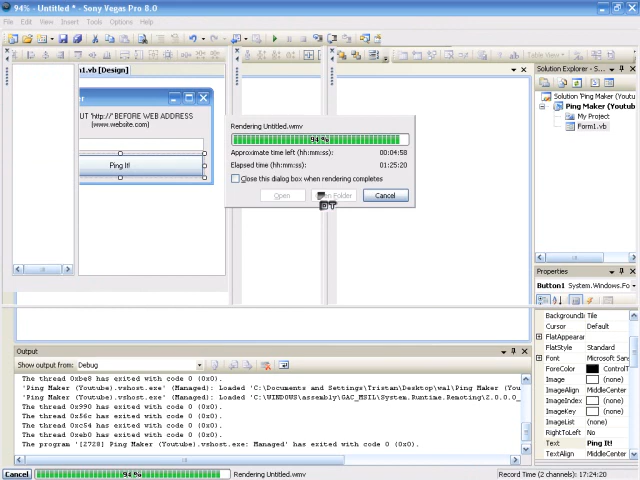 94% - Untitled * - Sony Vegas Pro 8.0
File Edit View Insert Tools Options Help
m1.vb [Design]
Solution Explorer - S...
Solution 'Ping Maker (Youtu
Ping Maker (Youtub
My Project
Form1.vb
UT 'http://' BEFORE WEB ADDRESS
(www.website.com)
Ping It!
Rendering Untitled.wmv
94 %
Approximate time left (hh:mm:ss): 00:04:58
Elapsed time (hh:mm:ss): 01:25:20
Close this dialog box when rendering completes
Open
Folder
Cancel
Properties
Button1 System.Windows.Fo
BackgroundI Tile
Cursor Default
FlatAppearar
FlatStyle Standard
Font Microsoft Sans
ForeColor ControlT
Image (none)
ImageAlign MiddleCenter
ImageIndex (none)
ImageKey (none)
ImageList (none)
RightToLeft No
Text Ping It!
TextAlign MiddleCenter
Output
Show output from: Debug
The thread 0xbe8 has exited with code 0 (0x0).
'Ping Maker (Youtube).vshost.exe' (Managed): Loaded 'C:\Documents and Settings\Tristan\Desktop\wal\Ping Maker (You
'Ping Maker (Youtube).vshost.exe' (Managed): Loaded 'C:\WINDOWS\assembly\GAC_MSIL\System.Runtime.Remoting\2.0.0.0_
The thread 0x990 has exited with code 0 (0x0).
The thread 0x56c has exited with code 0 (0x0).
The thread 0xc54 has exited with code 0 (0x0).
The thread 0xeb0 has exited with code 0 (0x0).
The program '[2728] Ping Maker (Youtube).vshost.exe: Managed' has exited with code 0 (0x0).
Cancel 94 % Rendering Untitled.wmv Record Time (2 channels): 17:24:20